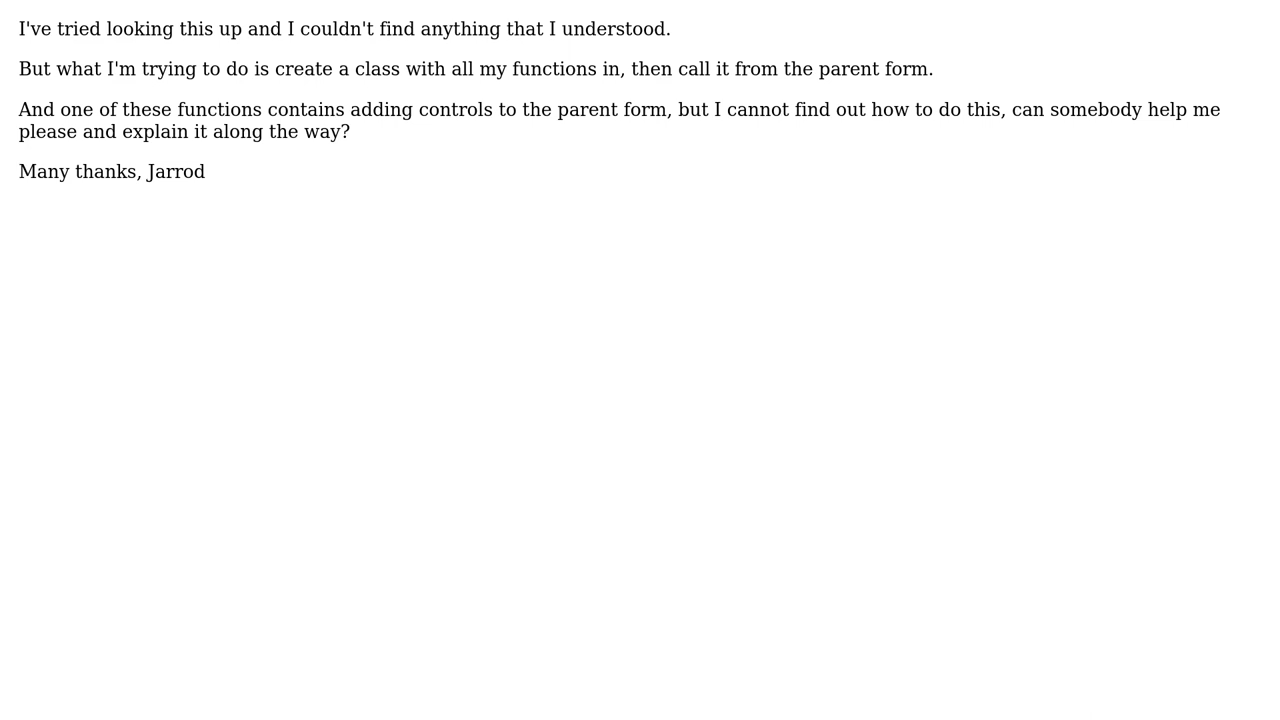 I've tried looking this up and I couldn't find anything that I understood.
But what I'm trying to do is create a class with all my functions in, then call it from the parent form.
And one of these functions contains adding controls to the parent form, but I cannot find out how to do this, can somebody help me
please and explain it along the way?
Many thanks, Jarrod